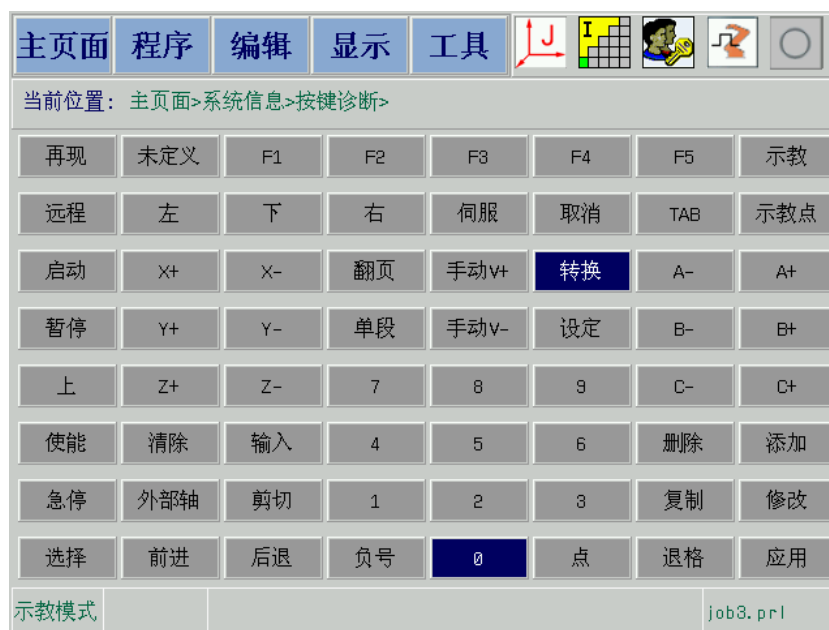 主页面 程序 编辑 显示 工具 J I
当前位置: 主页面>系统信息>按键诊断>
再现 未定义 F1 F2 F3 F4 F5 示教
远程 左 下 右 伺服 取消 TAB 示教点
启动 X+ X- 翻页 手动V+ 转换 A- A+
暂停 Y+ Y- 单段 手动V- 设定 B- B+
上 Z+ Z- 7 8 9 C- C+
使能 清除 输入 4 5 6 删除 添加
急停 外部轴 剪切 1 2 3 复制 修改
选择 前进 后退 负号 0 点 退格 应用
示教模式 job3.prl